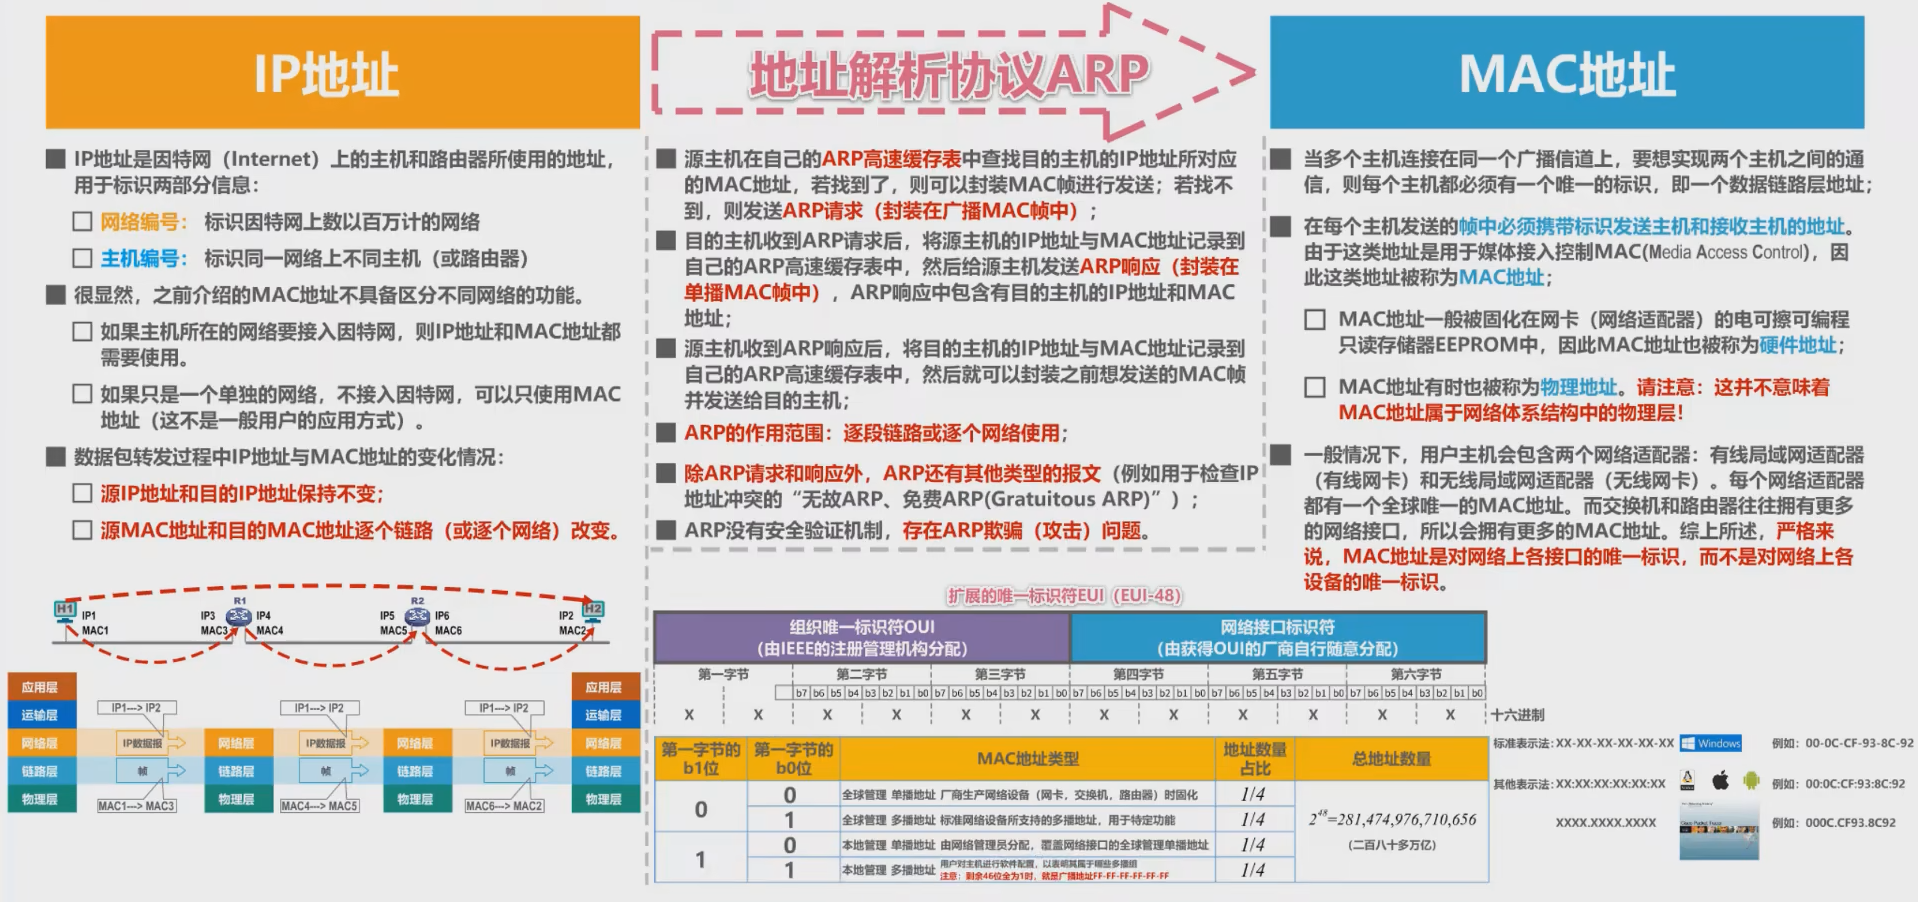 IP地址
地址解析协议ARP
MAC地址
IP地址是因特网（Internet）上的主机和路由器所使用的地址，
用于标识两部分信息：
网络编号： 标识因特网上数以百万计的网络
主机编号： 标识同一网络上不同主机（或路由器）
很显然，之前介绍的MAC地址不具备区分不同网络的功能。
如果主机所在的网络要接入因特网，则IP地址和MAC地址都
需要使用。
如果只是一个单独的网络，不接入因特网，可以只使用MAC
地址（这不是一般用户的应用方式）。
数据包转发过程中IP地址与MAC地址的变化情况：
源IP地址和目的IP地址保持不变；
源MAC地址和目的MAC地址逐个链路（或逐个网络）改变。
H1 IP1 IP3 R1 IP4 IP5 R2 IP6 IP2 H2
MAC1 MAC3 MAC4 MAC5 MAC6 MAC2
应用层 应用层
运输层 IP1---> IP2 IP1---> IP2 IP1---> IP2 运输层
网络层 IP数据报 网络层 IP数据报 网络层 IP数据报 网络层
链路层 帧 链路层 帧 链路层 帧 链路层
物理层 MAC1---> MAC3 物理层 MAC4---> MAC5 物理层 MAC6---> MAC2 物理层
源主机在自己的ARP高速缓存表中查找目的主机的IP地址所对应
的MAC地址，若找到了，则可以封装MAC帧进行发送；若找不
到，则发送ARP请求（封装在广播MAC帧中）；
目的主机收到ARP请求后，将源主机的IP地址与MAC地址记录到
自己的ARP高速缓存表中，然后给源主机发送ARP响应（封装在
单播MAC帧中），ARP响应中包含有目的主机的IP地址和MAC
地址；
源主机收到ARP响应后，将目的主机的IP地址与MAC地址记录到
自己的ARP高速缓存表中，然后就可以封装之前想发送的MAC帧
并发送给目的主机；
ARP的作用范围：逐段链路或逐个网络使用；
除ARP请求和响应外，ARP还有其他类型的报文（例如用于检查IP
地址冲突的“无故ARP、免费ARP(Gratuitous ARP)”）；
ARP没有安全验证机制，存在ARP欺骗（攻击）问题。
当多个主机连接在同一个广播信道上，要想实现两个主机之间的通
信，则每个主机都必须有一个唯一的标识，即一个数据链路层地址；
在每个主机发送的帧中必须携带标识发送主机和接收主机的地址。
由于这类地址是用于媒体接入控制MAC(Media Access Control)，因
此这类地址被称为MAC地址；
MAC地址一般被固化在网卡（网络适配器）的电可擦可编程
只读存储器EEPROM中，因此MAC地址也被称为硬件地址；
MAC地址有时也被称为物理地址。请注意：这并不意味着
MAC地址属于网络体系结构中的物理层！
一般情况下，用户主机会包含两个网络适配器：有线局域网适配器
（有线网卡）和无线局域网适配器（无线网卡）。每个网络适配器
都有一个全球唯一的MAC地址。而交换机和路由器往往拥有更多
的网络接口，所以会拥有更多的MAC地址。综上所述，严格来
说，MAC地址是对网络上各接口的唯一标识，而不是对网络上各
设备的唯一标识。
扩展的唯一标识符EUI（EUI-48）
组织唯一标识符OUI 网络接口标识符
（由IEEE的注册管理机构分配） （由获得OUI的厂商自行随意分配）
第一字节 第二字节 第三字节 第四字节 第五字节 第六字节
b7 b6 b5 b4 b3 b2 b1 b0 b7 b6 b5 b4 b3 b2 b1 b0 b7 b6 b5 b4 b3 b2 b1 b0 b7 b6 b5 b4 b3 b2 b1 b0 b7 b6 b5 b4 b3 b2 b1 b0
X X X X X X X X X X X X 十六进制
第一字节的 第一字节的 MAC地址类型 地址数量 总地址数量
b1位 b0位 占比
0 0 全球管理 单播地址 厂商生产网络设备（网卡，交换机，路由器）时固化 1/4
1 全球管理 多播地址 标准网络设备所支持的多播地址，用于特定功能 1/4
1 0 本地管理 单播地址 由网络管理员分配，覆盖网络接口的全球管理单播地址 1/4
1 本地管理 多播地址 用户对主机进行软件配置，以表明其属于哪些多播组 1/4
注意：剩余46位全为1时，就是广播地址FF-FF-FF-FF-FF-FF
2^48=281,474,976,710,656
（二百八十多万亿）
标准表示法：XX-XX-XX-XX-XX-XX Windows 例如：00-0C-CF-93-8C-92
其他表示法：XX:XX:XX:XX:XX:XX 例如：00:0C:CF:93:8C:92
XXXX.XXXX.XXXX 例如：000C.CF93.8C92